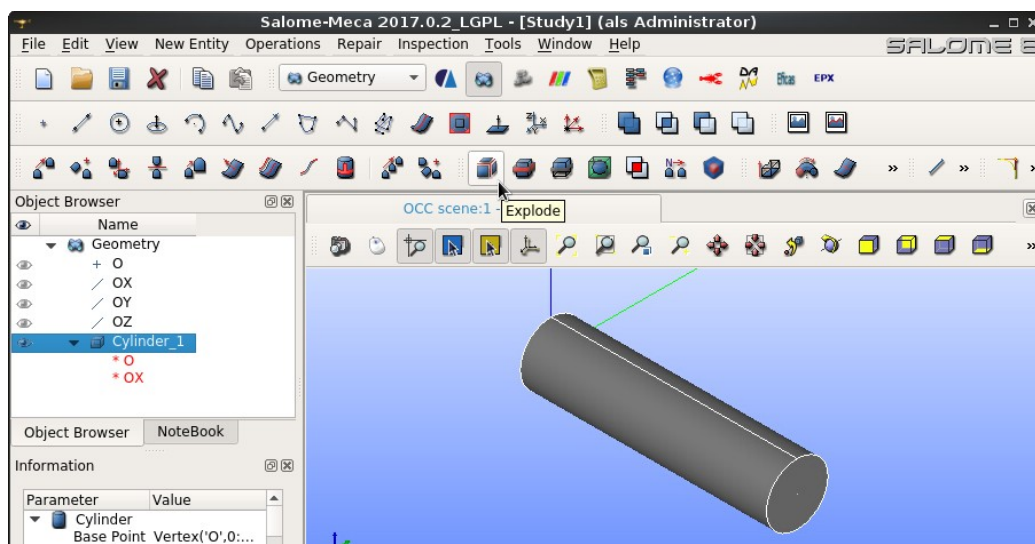 Salome-Meca 2017.0.2_LGPL - [Study1] (als Administrator)
File Edit View New Entity Operations Repair Inspection Tools Window Help
Geometry
EPX
Object Browser
OCC scene:1 -
Explode
Name
Geometry
O
OX
OY
OZ
Cylinder_1
* O
* OX
Object Browser NoteBook
Information
Parameter Value
Cylinder
Base Point Vertex('O',0:...